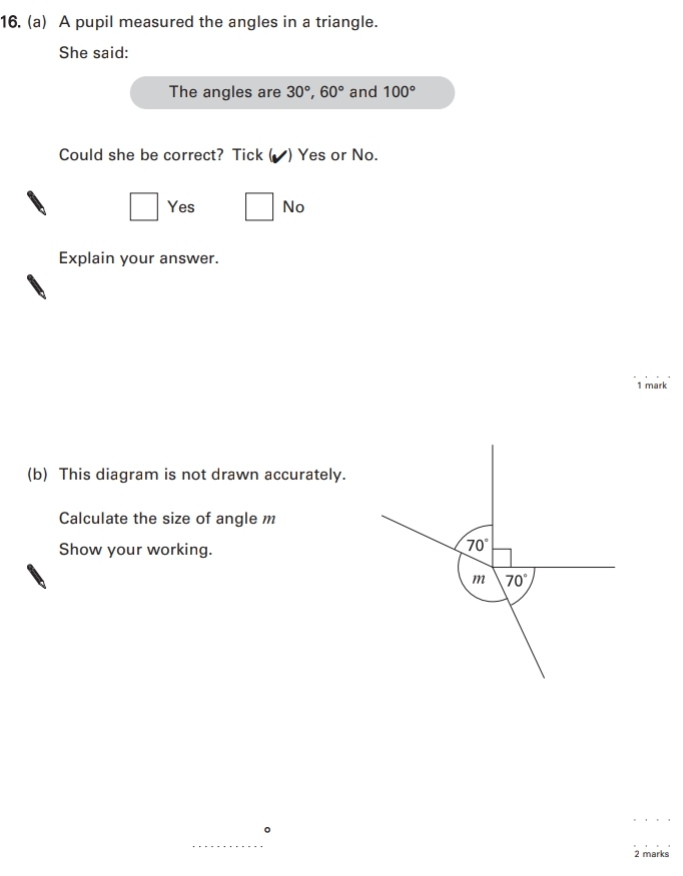 16. (a) A pupil measured the angles in a triangle.
She said:
The angles are 30°, 60° and 100°
Could she be correct? Tick (✔) Yes or No.
Yes No
Explain your answer.
1 mark
(b) This diagram is not drawn accurately.
Calculate the size of angle m
Show your working.
70°
m 70°
............°
2 marks